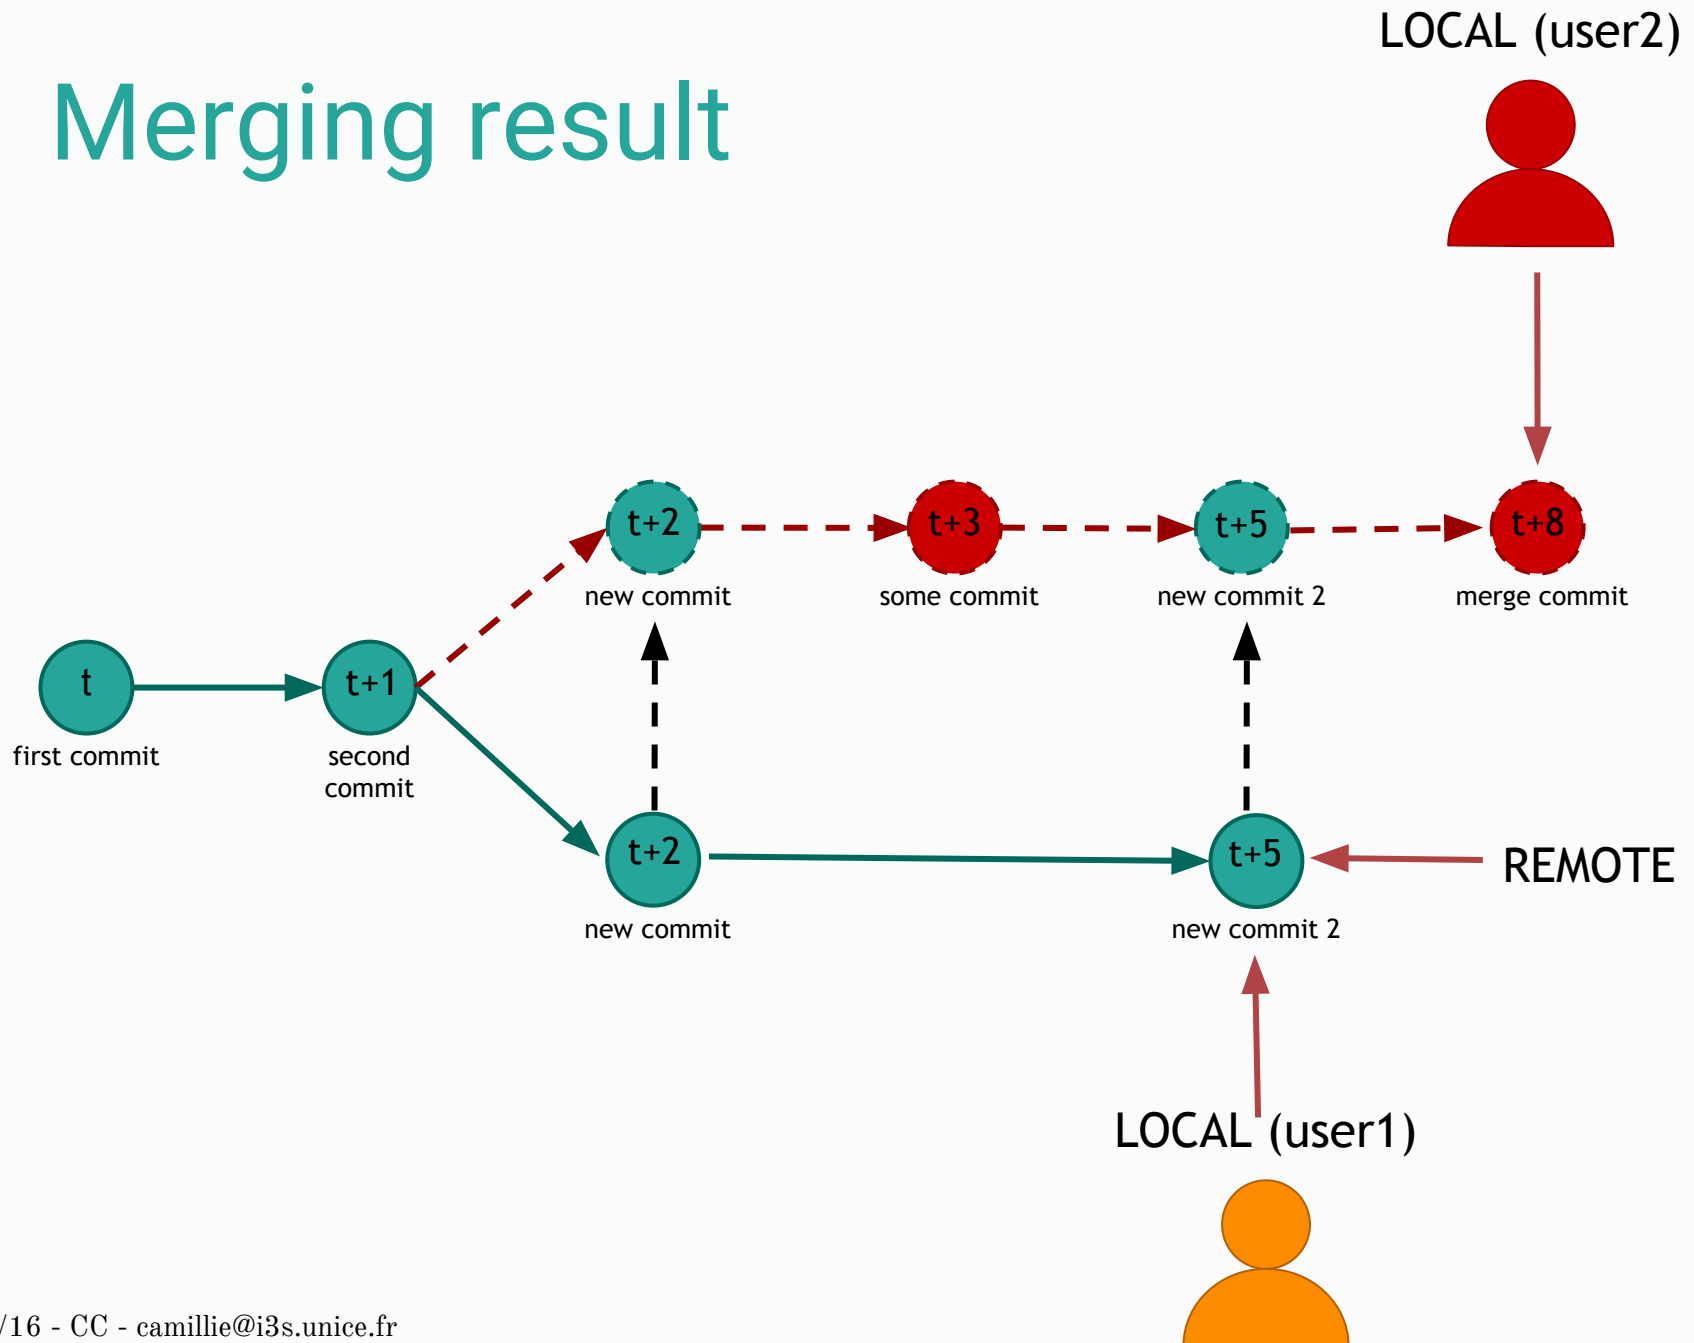 LOCAL (user2)
Merging result
t+2
t+3
t+5
t+8
new commit
some commit
new commit 2
merge commit
t
t+1
first commit
second
commit
t+2
t+5
REMOTE
new commit
new commit 2
LOCAL (user1)
/16 - CC - camillie@i3s.unice.fr